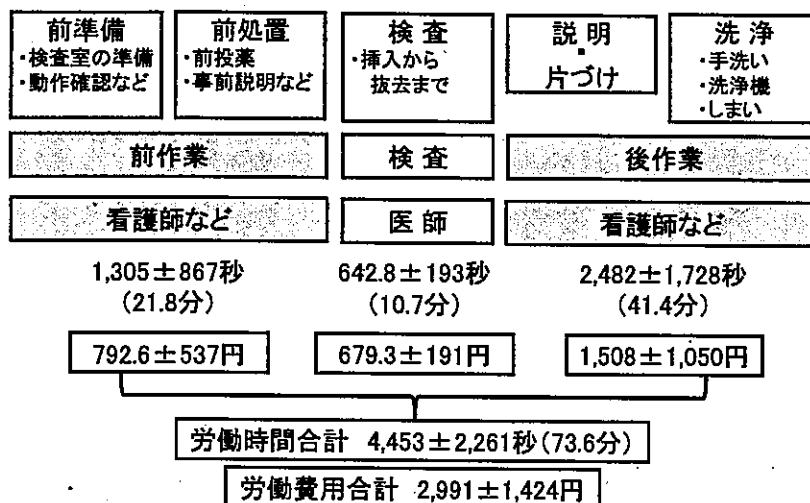 前準備
・検査室の準備
・動作確認など
前処置
・前投薬
・事前説明など
検査
・挿入から
抜去まで
説明
・
片づけ
洗浄
・手洗い
・洗浄機
・しまい
前作業
検査
後作業
看護師など
医師
看護師など
1,305±867秒
(21.8分)
642.8±193秒
(10.7分)
2,482±1,728秒
(41.4分)
792.6±537円
679.3±191円
1,508±1,050円
労働時間合計 4,453±2,261秒(73.6分)
労働費用合計 2,991±1,424円